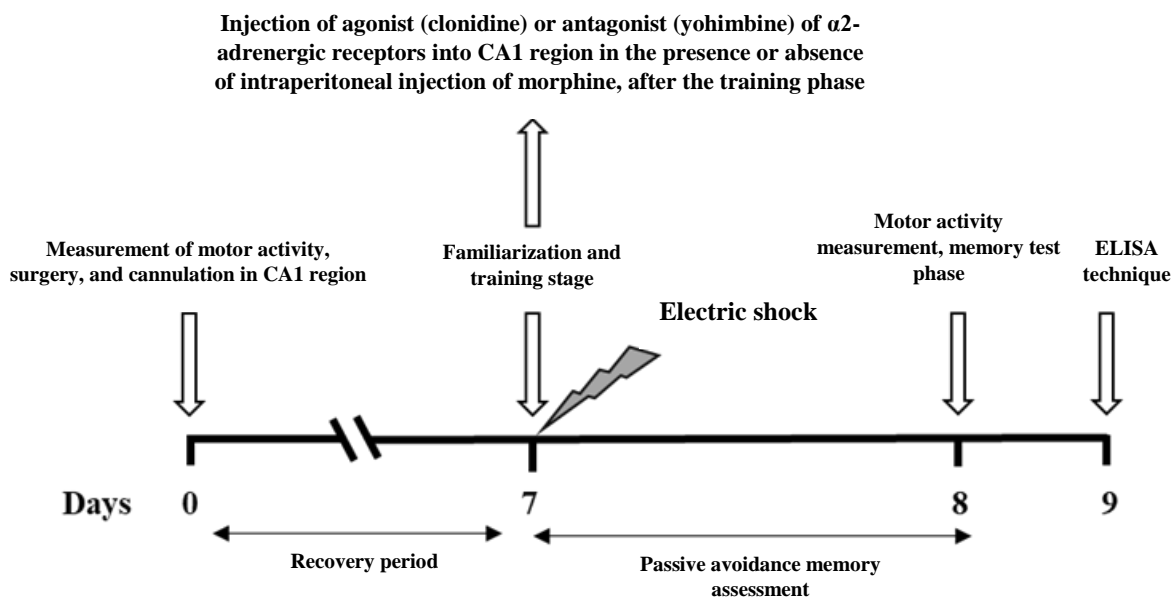 Injection of agonist (clonidine) or antagonist (yohimbine) of α2-
adrenergic receptors into CA1 region in the presence or absence
of intraperitoneal injection of morphine, after the training phase
Measurement of motor activity,
surgery, and cannulation in CA1 region
Familiarization and
training stage
Motor activity
measurement, memory test
phase
ELISA
technique
Electric shock
Days 0 7 8 9
Recovery period
Passive avoidance memory
assessment